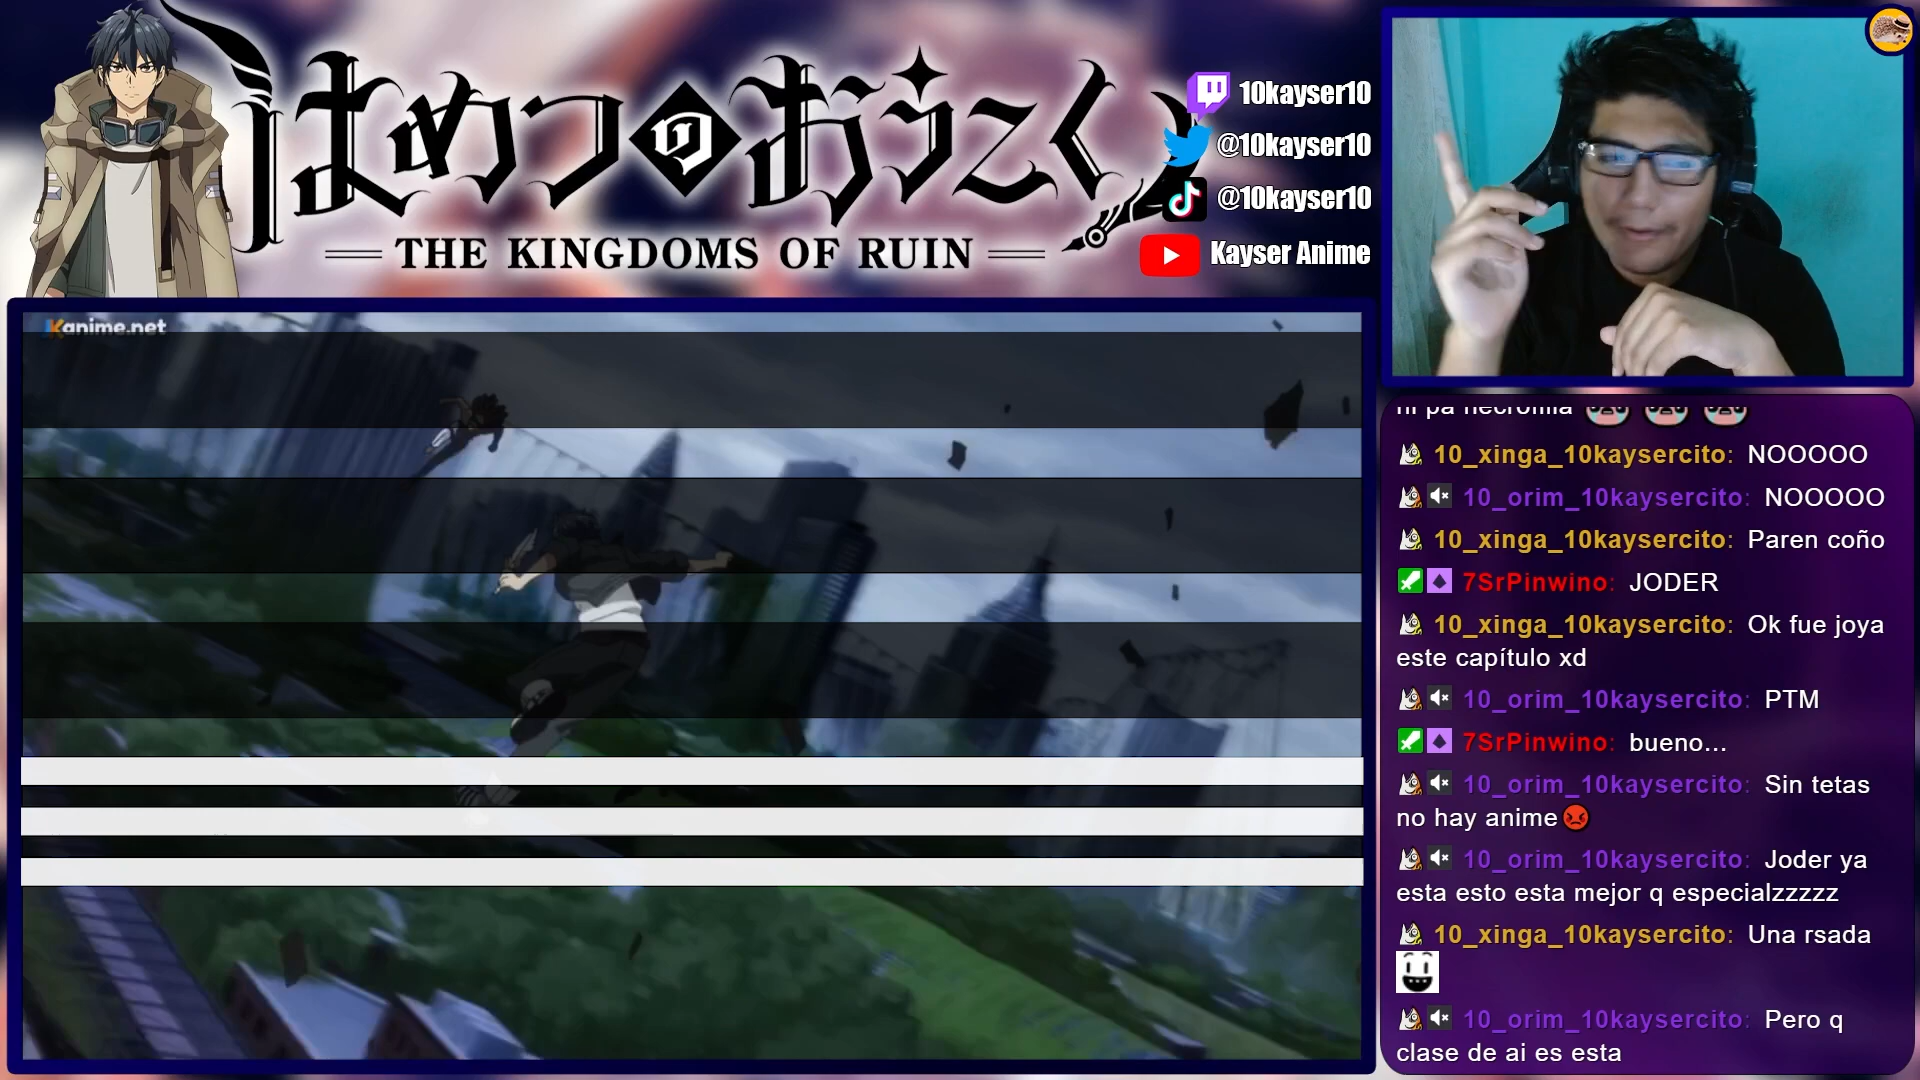 はめつのおうこく
THE KINGDOMS OF RUIN
10kayser10
@10kayser10
@10kayser10
Kayser Anime
Kanime.net
ni pa necrofilia
10_xinga_10kaysercito: NOOOOO
10_orim_10kaysercito: NOOOOO
10_xinga_10kaysercito: Paren coño
7SrPinwino: JODER
10_xinga_10kaysercito: Ok fue joya
este capítulo xd
10_orim_10kaysercito: PTM
7SrPinwino: bueno...
10_orim_10kaysercito: Sin tetas
no hay anime😡
10_orim_10kaysercito: Joder ya
esta esto esta mejor q especialzzzzz
10_xinga_10kaysercito: Una rsada
10_orim_10kaysercito: Pero q
clase de ai es esta